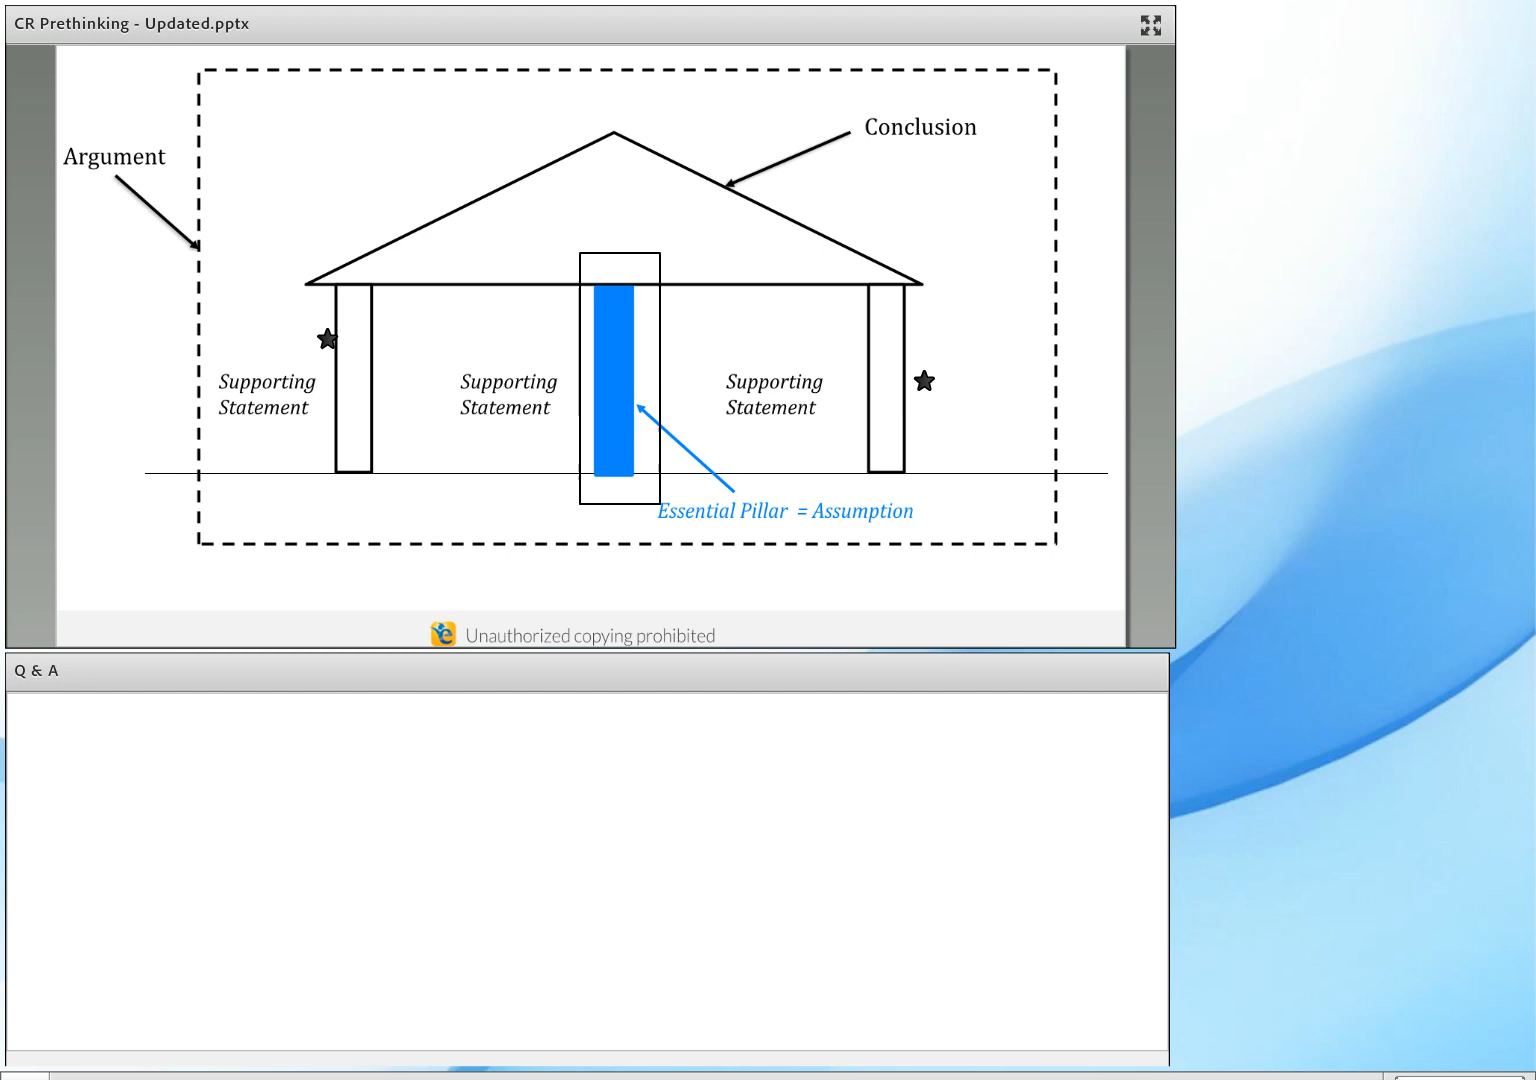 CR Prethinking - Updated.pptx
Conclusion
Argument
Supporting
Statement
Supporting
Statement
Supporting
Statement
Essential Pillar = Assumption
Unauthorized copying prohibited
Q & A